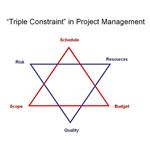 “Triple Constraint” in Project Management
Schedule
Risk
Resources
Scope
Budget
Quality